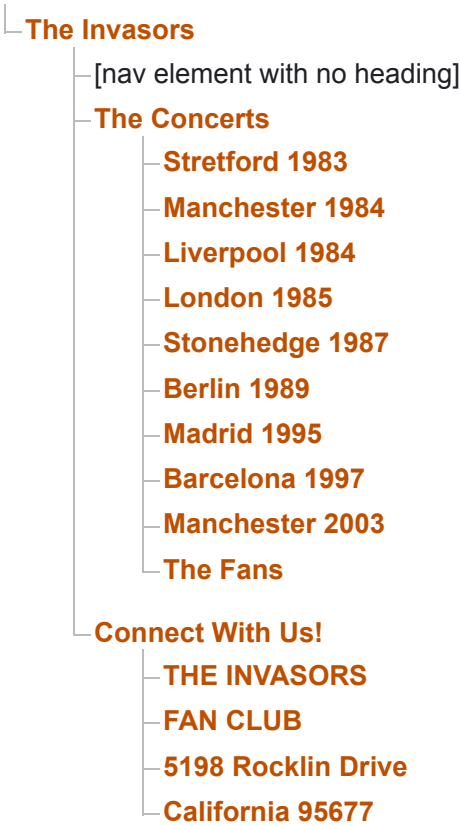 The Invasors
[nav element with no heading]
The Concerts
Stretford 1983
Manchester 1984
Liverpool 1984
London 1985
Stonehedge 1987
Berlin 1989
Madrid 1995
Barcelona 1997
Manchester 2003
The Fans
Connect With Us!
THE INVASORS
FAN CLUB
5198 Rocklin Drive
California 95677